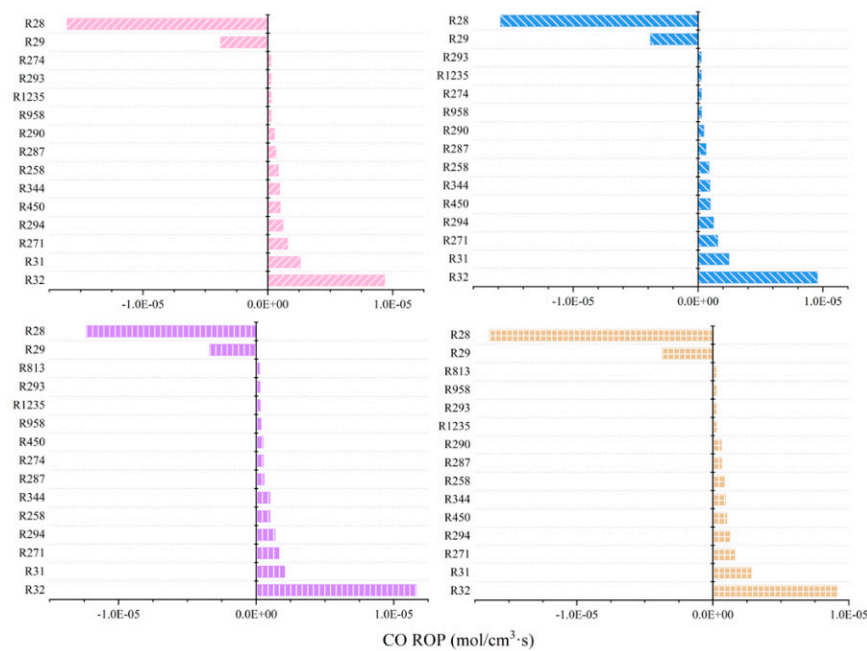 R28
R29
R274
R293
R1235
R958
R290
R287
R258
R344
R450
R294
R271
R31
R32
-1.0E-05 0.0E+00 1.0E-05
R28
R29
R293
R1235
R274
R958
R290
R287
R258
R344
R450
R294
R271
R31
R32
-1.0E-05 0.0E+00 1.0E-05
R28
R29
R813
R293
R1235
R958
R450
R274
R287
R344
R258
R294
R271
R31
R32
-1.0E-05 0.0E+00 1.0E-05
R28
R29
R813
R958
R293
R1235
R290
R287
R258
R344
R450
R294
R271
R31
R32
-1.0E-05 0.0E+00 1.0E-05
CO ROP (mol/cm³·s)